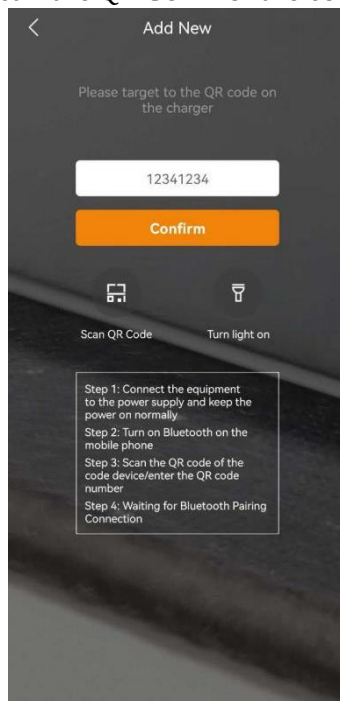 Add New
Please target to the QR code on
the charger
12341234
Confirm
Scan QR Code
Turn light on
Step 1: Connect the equipment
to the power supply and keep the
power on normally
Step 2: Turn on Bluetooth on the
mobile phone
Step 3: Scan the QR code of the
code device/enter the QR code
number
Step 4: Waiting for Bluetooth Pairing
Connection